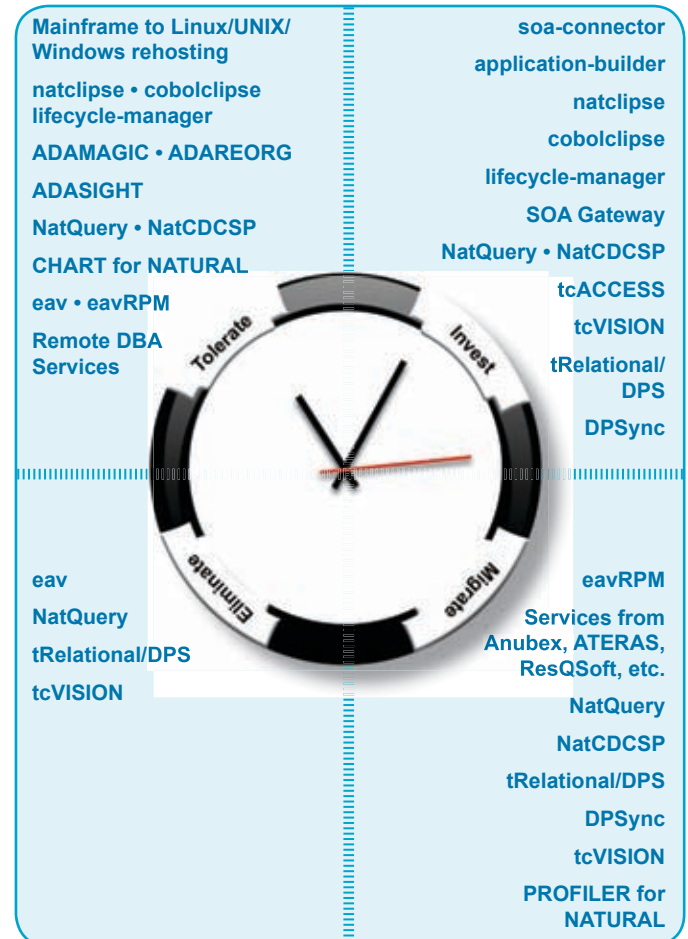 Mainframe to Linux/UNIX/
Windows rehosting
natclipse • cobolclipse
lifecycle-manager
ADAMAGIC • ADAREORG
ADASIGHT
NatQuery • NatCDCSP
CHART for NATURAL
eav • eavRPM
Remote DBA
Services
soa-connector
application-builder
natclipse
cobolclipse
lifecycle-manager
SOA Gateway
NatQuery • NatCDCSP
tcACCESS
tcVISION
tRelational/
DPS
DPSync
Tolerate
Invest
Eliminate
Migrate
eav
NatQuery
tRelational/DPS
tcVISION
eavRPM
Services from
Anubex, ATERAS,
ResQSoft, etc.
NatQuery
NatCDCSP
tRelational/DPS
DPSync
tcVISION
PROFILER for
NATURAL